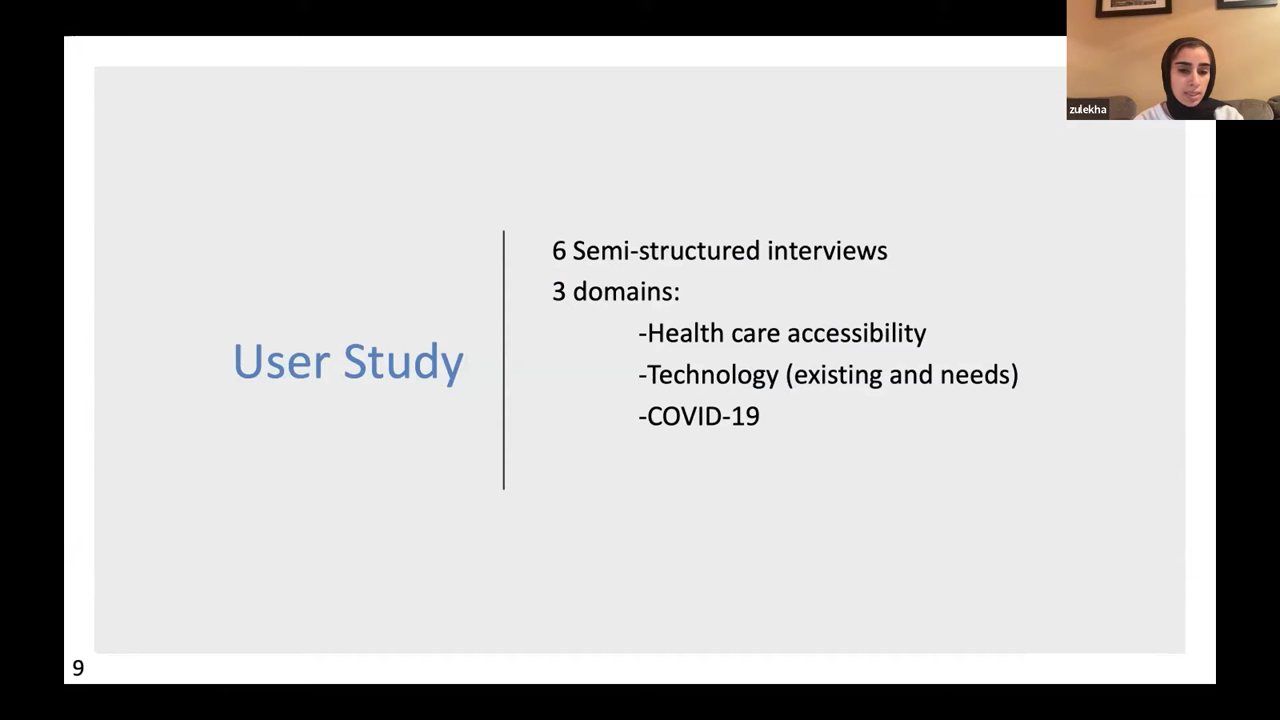 zulekha
User Study
6 Semi-structured interviews
3 domains:
-Health care accessibility
-Technology (existing and needs)
-COVID-19
9